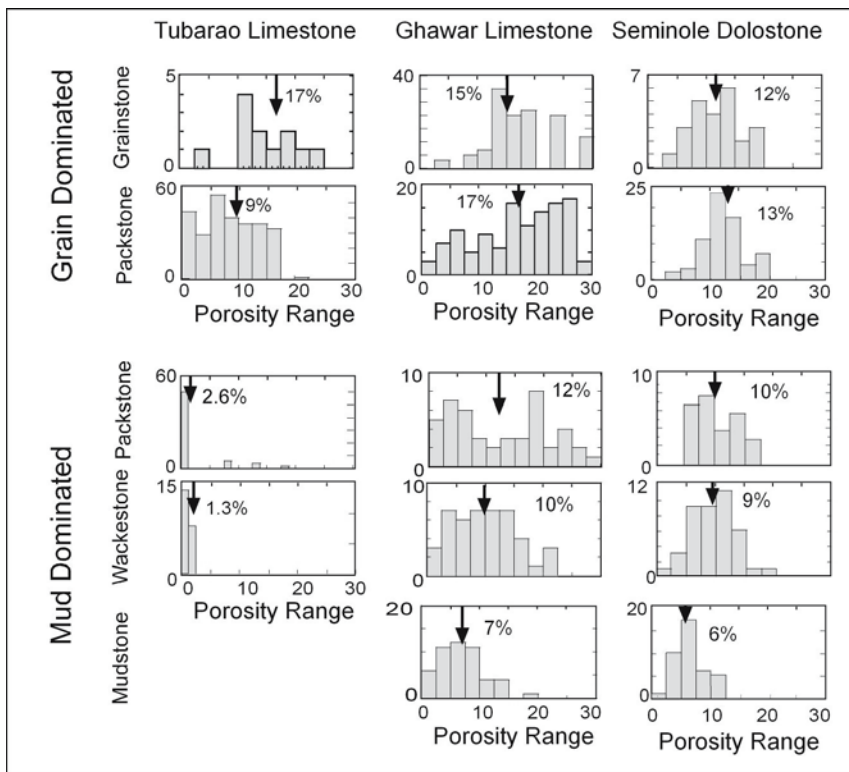 Tubarao Limestone Ghawar Limestone Seminole Dolostone
Grain Dominated
Grainstone
5 0 17%
40 0 15%
7 0 12%
Packstone
60 0 9%
20 0 17%
25 0 13%
0 10 20 30 0 10 20 30 0 10 20 30
Porosity Range Porosity Range Porosity Range
Mud Dominated
Packstone
60 0 2.6%
10 0 12%
10 0 10%
Wackestone
15 0 1.3%
10 0 10%
12 0 9%
0 10 20 30
Porosity Range
Mudstone
20 0 7%
20 0 6%
0 10 20 30 0 10 20 30
Porosity Range Porosity Range